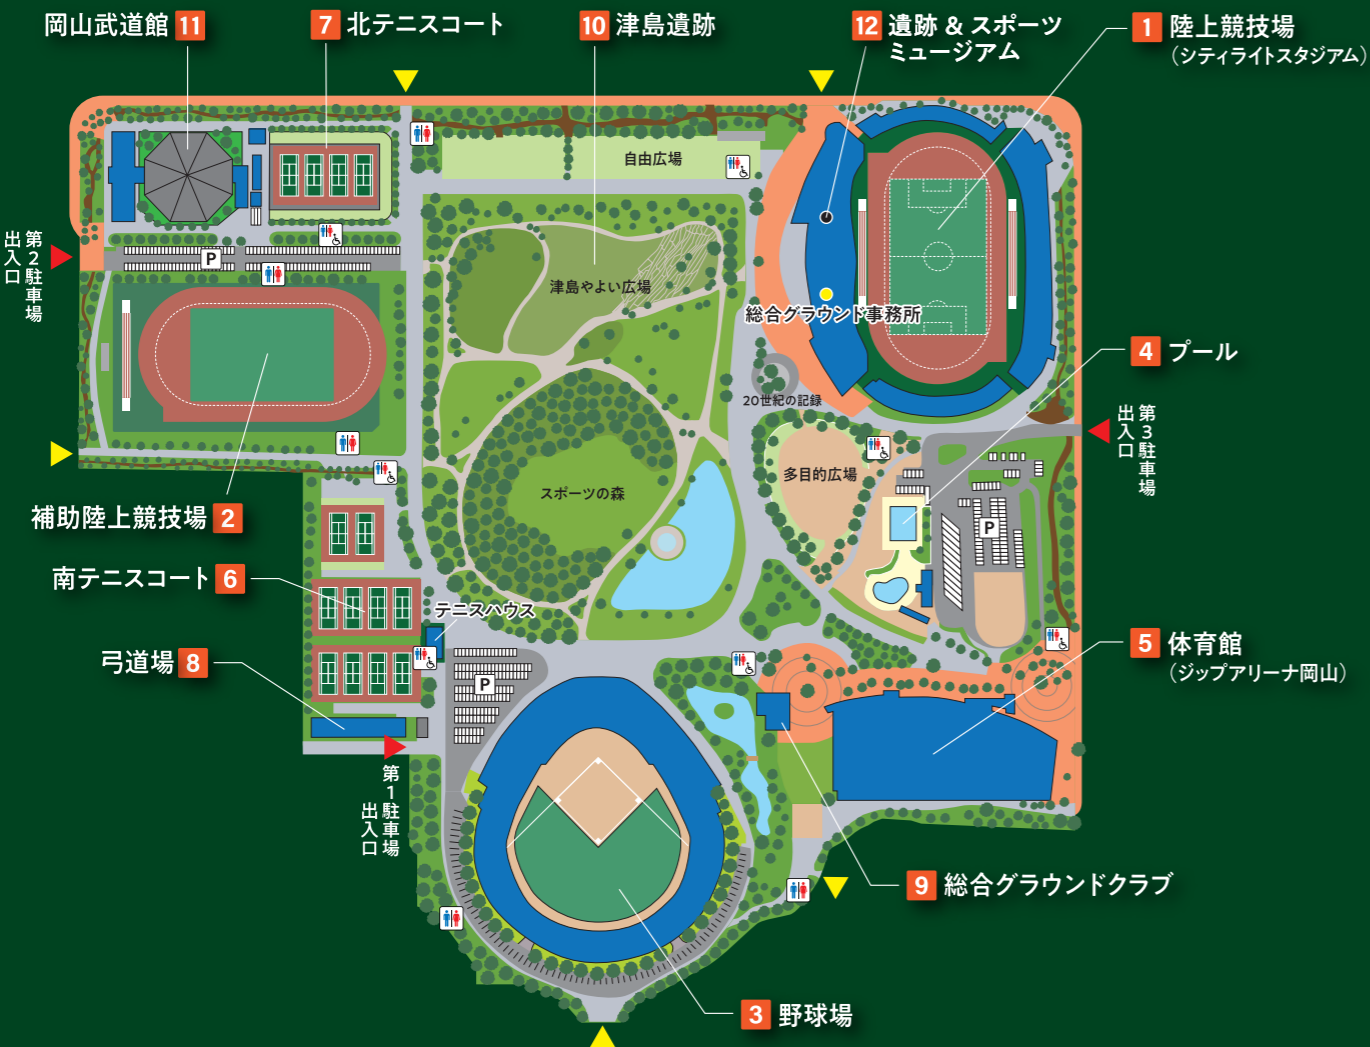 岡山武道館 11
7 北テニスコート
10 津島遺跡
12 遺跡 & スポーツ
ミュージアム
1 陸上競技場
(シティライトスタジアム)
自由広場
第2駐車場
出入口
P
津島やよい広場
総合グラウンド事務所
4 プール
20世紀の記録
第3駐車場
出入口
多目的広場
スポーツの森
補助陸上競技場 2
P
南テニスコート 6
テニスハウス
弓道場 8
P
5 体育館
(ジップアリーナ岡山)
第1駐車場
出入口
9 総合グラウンドクラブ
3 野球場